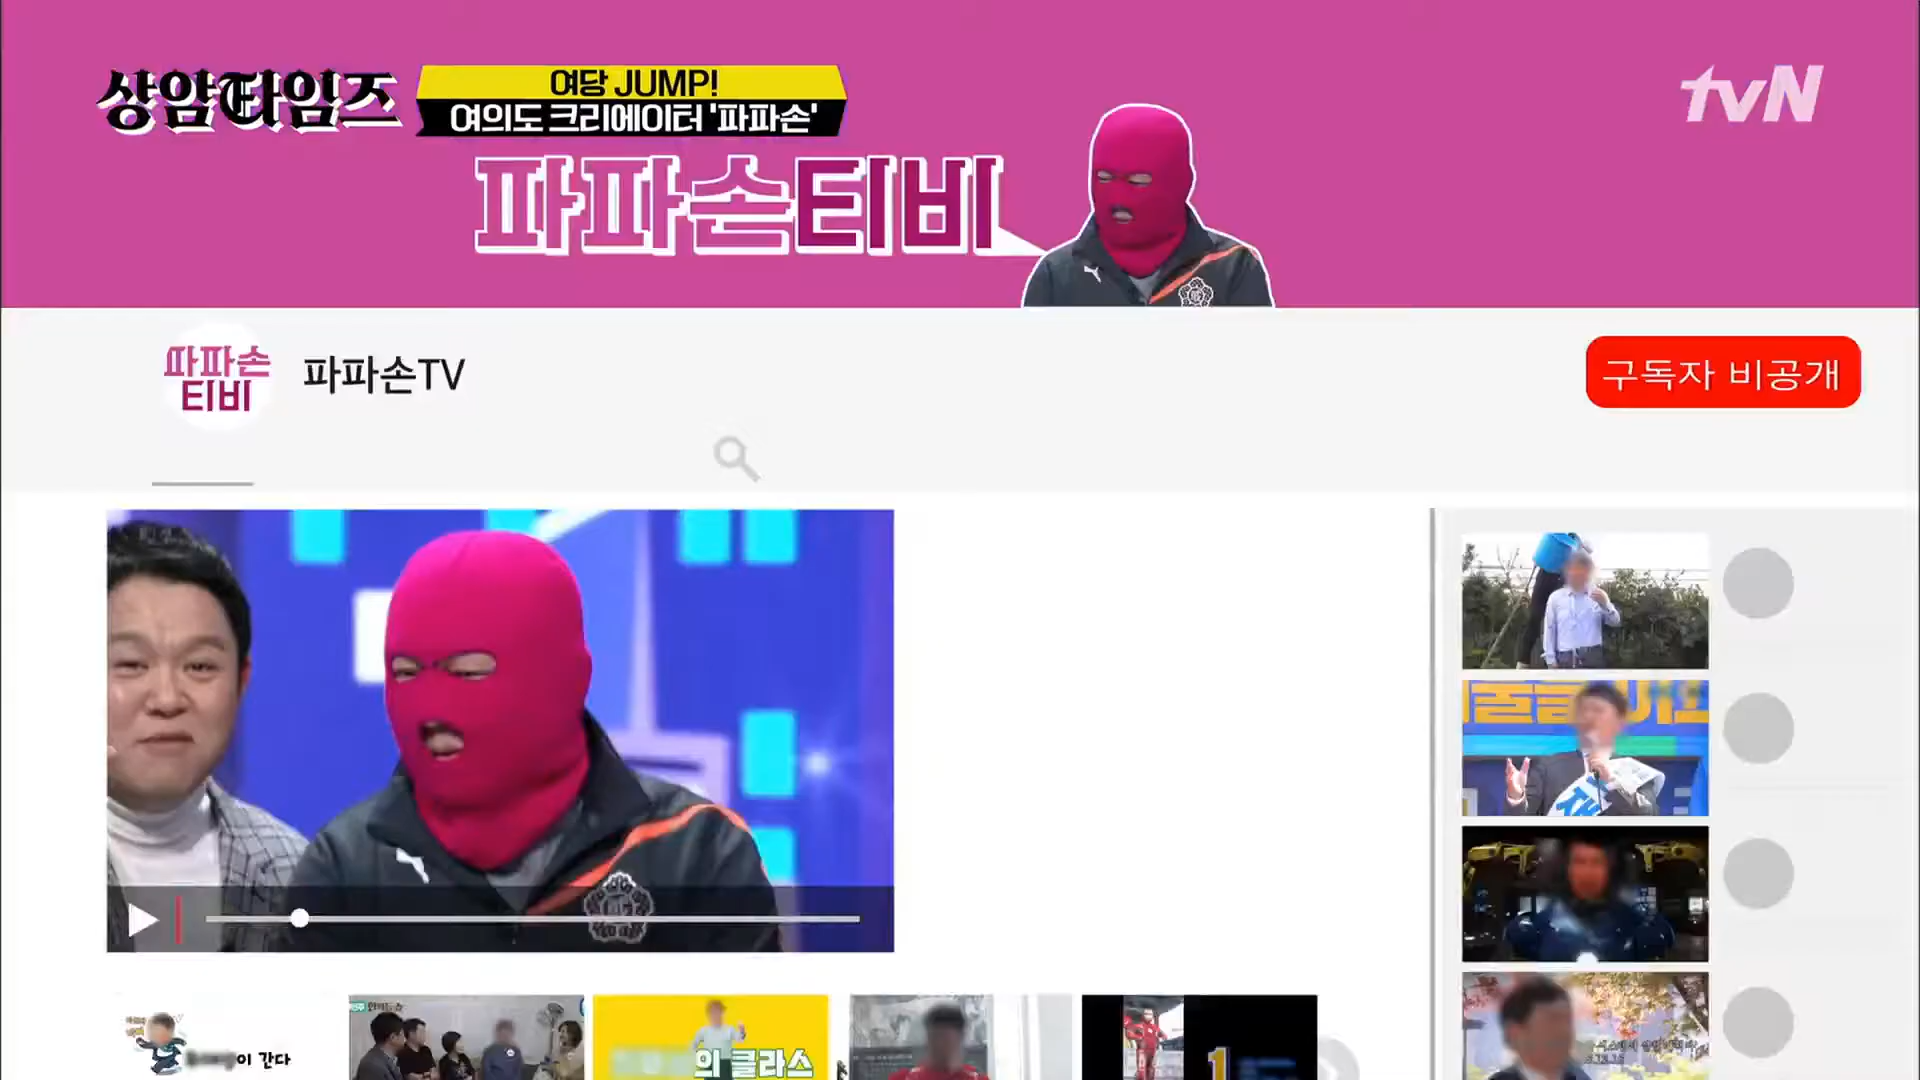 상암타임즈
여당 JUMP!
여의도 크리에이터 '파파손'
tvN
파파손티비
파파손
티비
파파손TV
구독자 비공개
이 간다
의 클라스
1